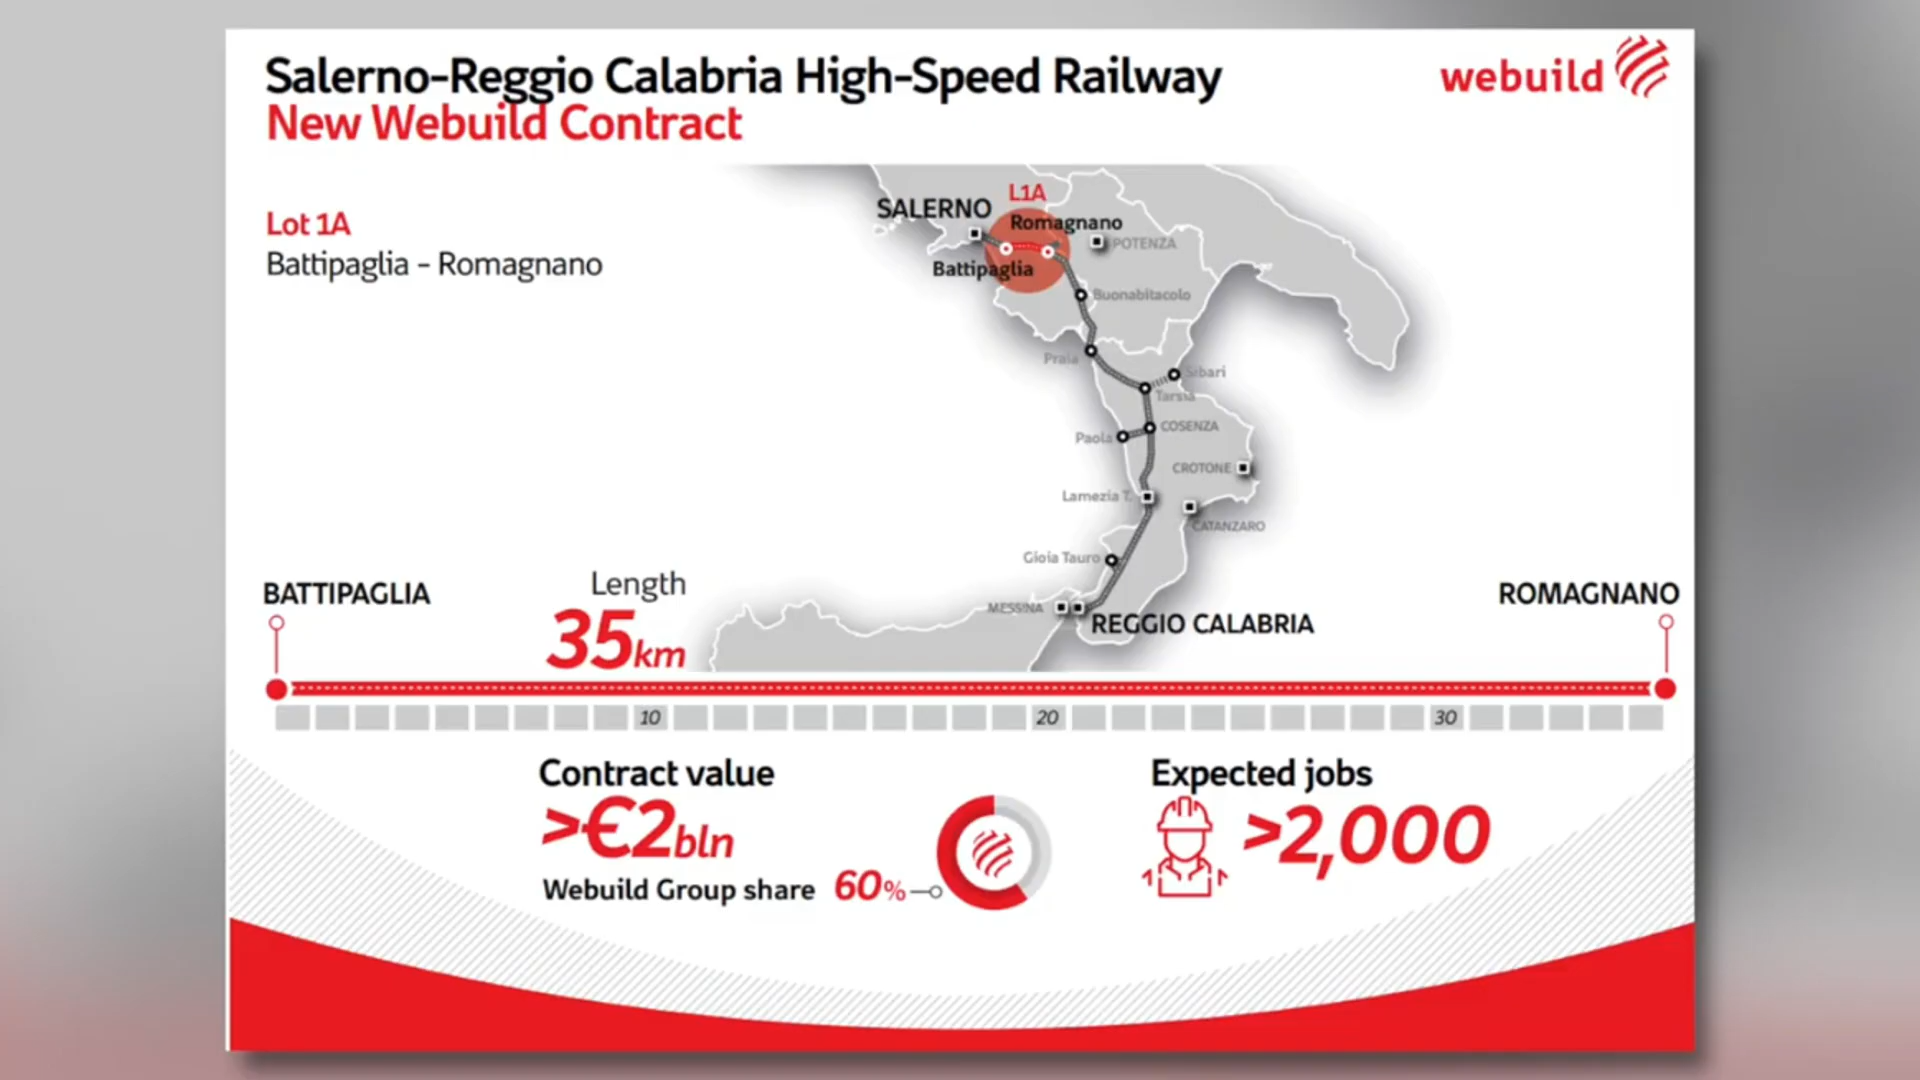 Salerno-Reggio Calabria High-Speed Railway
webuild
New Webuild Contract
Lot 1A
Battipaglia - Romagnano
L1A
SALERNO
Romagnano
POTENZA
Battipaglia
Buonabitacolo
Praia
Sibari
Tarsia
COSENZA
Paola
CROTONE
Lamezia T.
CATANZARO
Gioia Tauro
MESSINA
REGGIO CALABRIA
BATTIPAGLIA
Length
35km
ROMAGNANO
10
20
30
Contract value
>€2bln
Webuild Group share 60%
Expected jobs
>2,000